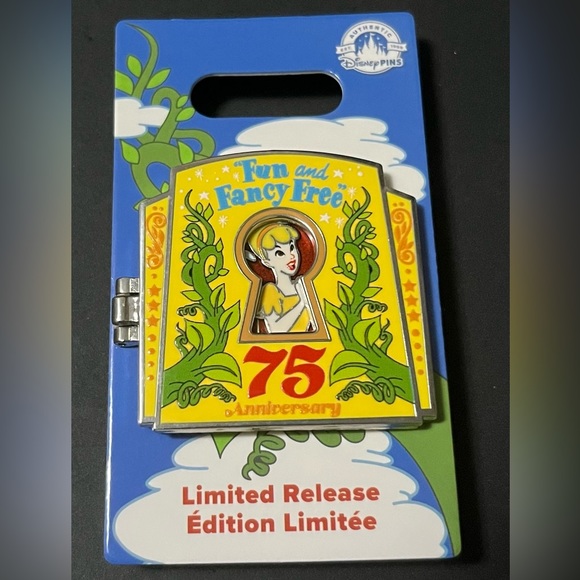 AUTHENTIC
EST. 1999
Disney PINS
"Fun and
Fancy Free"
75
Anniversary
Limited Release
Édition Limitée